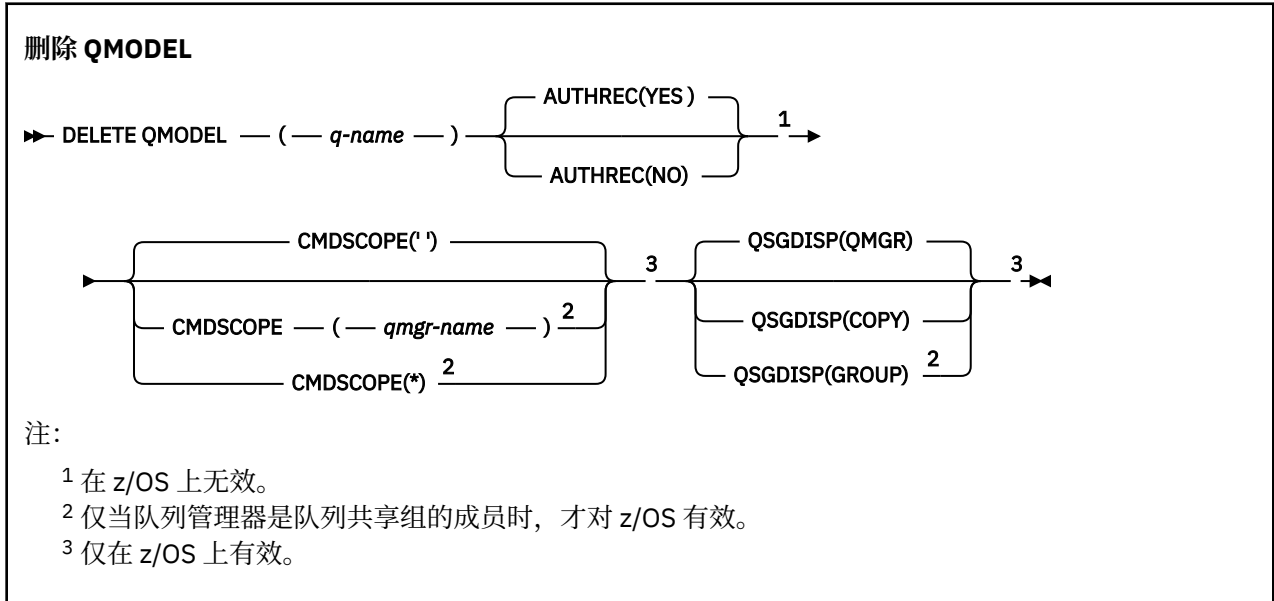 删除 QMODEL
AUTHREC(YES )
DELETE QMODEL ( q-name ) 1
AUTHREC(NO)
CMDSCOPE(' ') QSGDISP(QMGR)
3 3
CMDSCOPE ( qmgr-name ) 2 QSGDISP(COPY)
CMDSCOPE(*) 2 QSGDISP(GROUP) 2
注：
1 在 z/OS 上无效。
2 仅当队列管理器是队列共享组的成员时，才对 z/OS 有效。
3 仅在 z/OS 上有效。